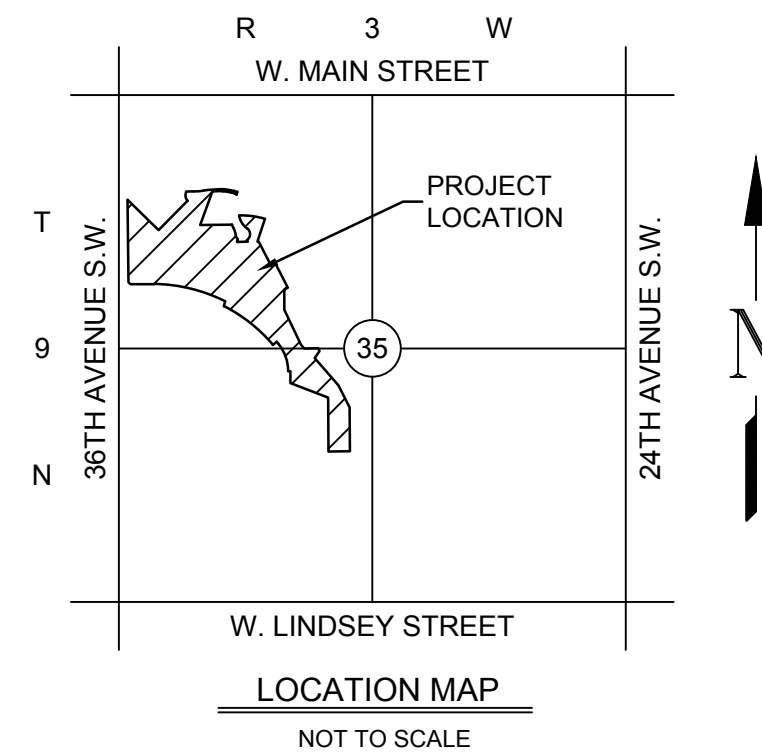 R 3 W
W. MAIN STREET
PROJECT
LOCATION
T
9
N
36TH AVENUE S.W.
35
24TH AVENUE S.W.
N
W. LINDSEY STREET
LOCATION MAP
NOT TO SCALE